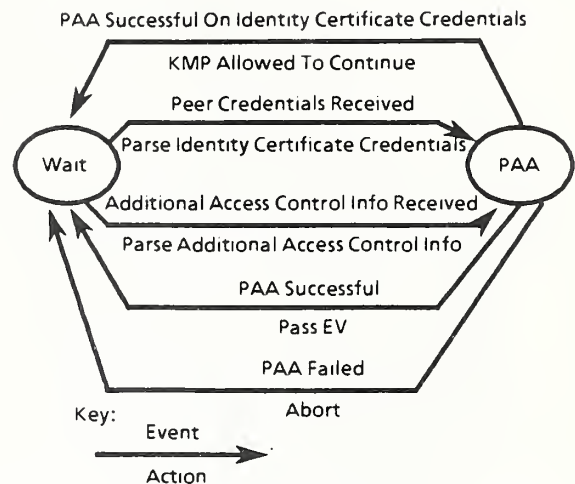 PAA Successful On Identity Certificate Credentials
KMP Allowed To Continue
Peer Credentials Received
Parse Identity Certificate Credentials
Wait
PAA
Additional Access Control Info Received
Parse Additional Access Control Info
PAA Successful
Pass EV
PAA Failed
Abort
Key:
Event
Action